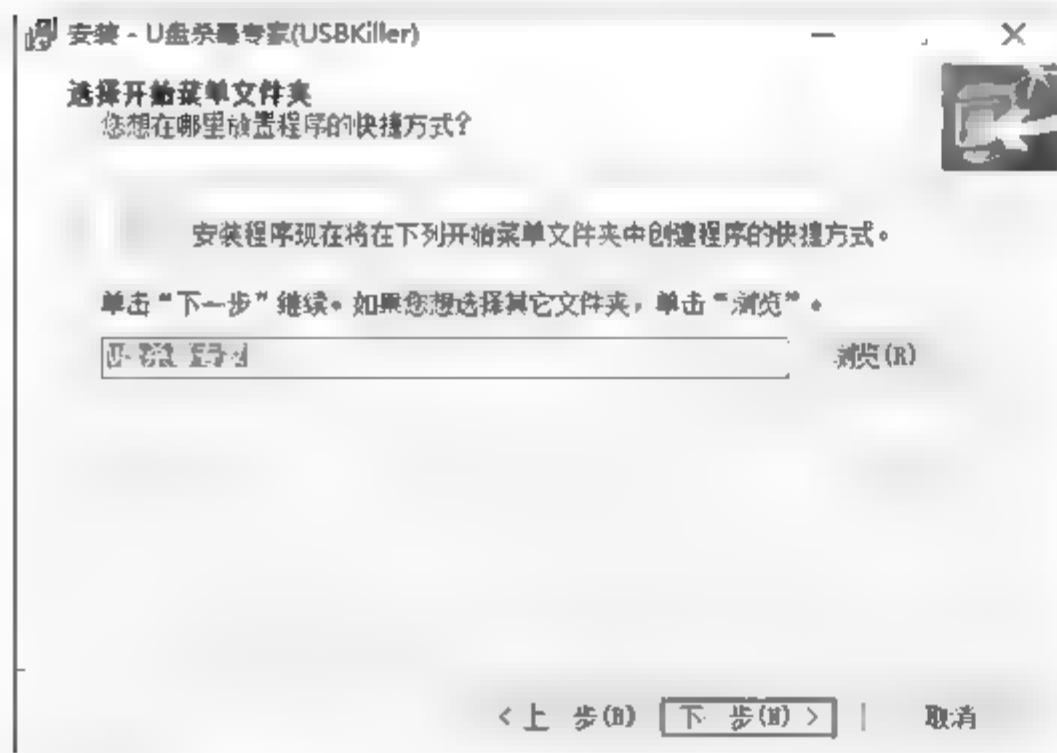 安装 - U盘杀毒专家(USBKiller)
选择开始菜单文件夹
您想在哪里放置程序的快捷方式?
安装程序现在将在下列开始菜单文件夹中创建程序的快捷方式。
单击“下一步”继续。如果您想选择其它文件夹,单击“浏览”。
浏览(R)
<上 步(B)
下 步(N) >
取消